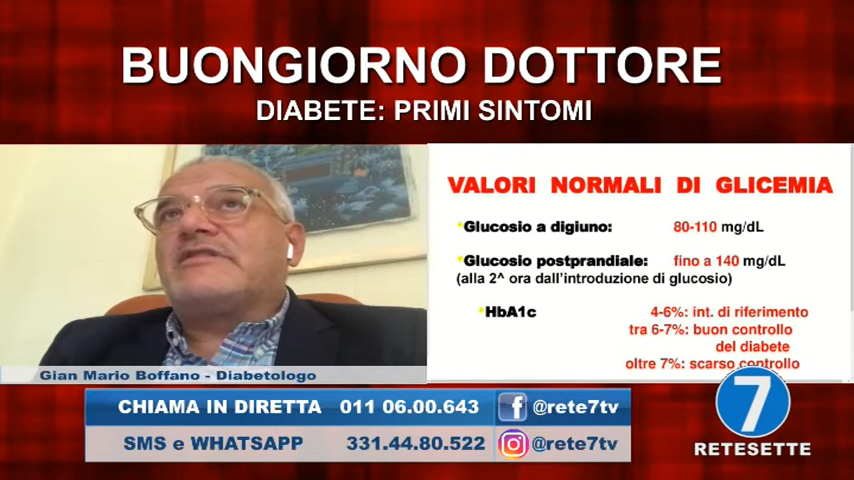 BUONGIORNO DOTTORE
DIABETE: PRIMI SINTOMI
VALORI NORMALI DI GLICEMIA
*Glucosio a digiuno: 80-110 mg/dL
*Glucosio postprandiale: fino a 140 mg/dL
(alla 2^ ora dall'introduzione di glucosio)
*HbA1c 4-6%: int. di riferimento
tra 6-7%: buon controllo
del diabete
oltre 7%: scarso controllo
Gian Mario Boffano - Diabetologo
CHIAMA IN DIRETTA 011 06.00.643 f @rete7tv
SMS e WHATSAPP 331.44.80.522 @rete7tv
7
RETESETTE